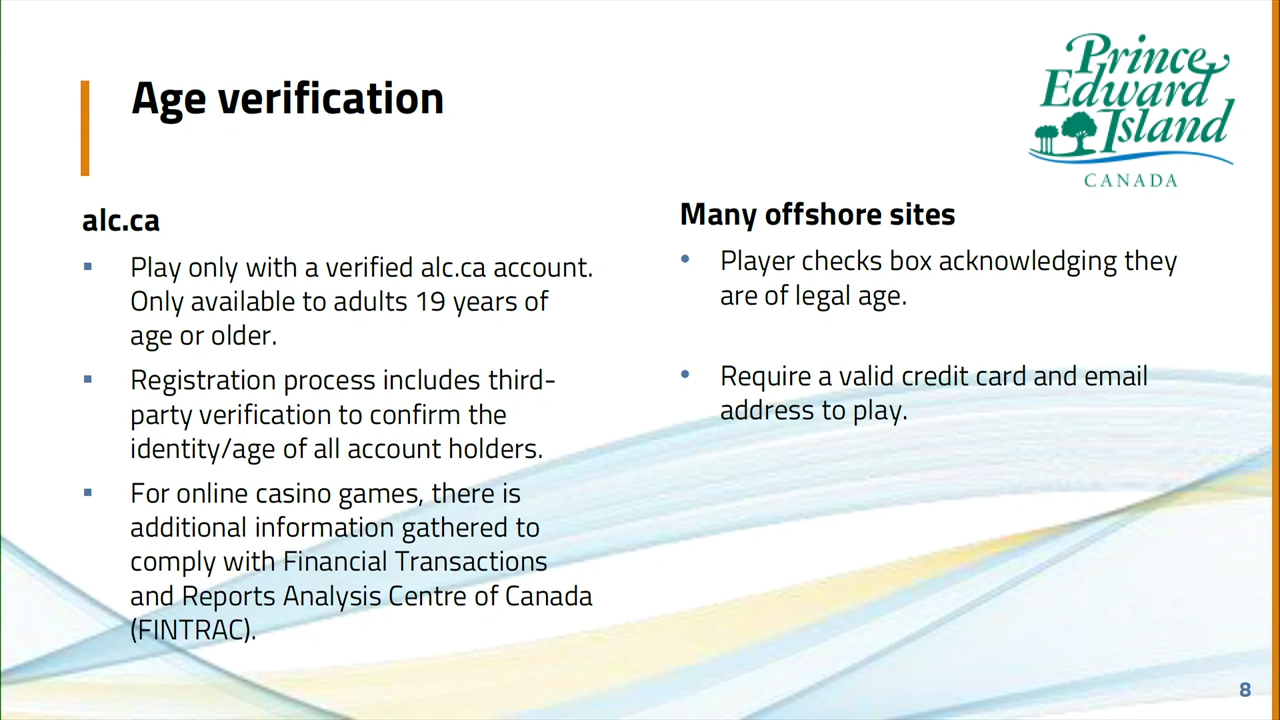 Age verification
Prince
Edward
Island
CANADA
alc.ca
▪ Play only with a verified alc.ca account.
Only available to adults 19 years of
age or older.
▪ Registration process includes third-
party verification to confirm the
identity/age of all account holders.
▪ For online casino games, there is
additional information gathered to
comply with Financial Transactions
and Reports Analysis Centre of Canada
(FINTRAC).
Many offshore sites
• Player checks box acknowledging they
are of legal age.
• Require a valid credit card and email
address to play.
8